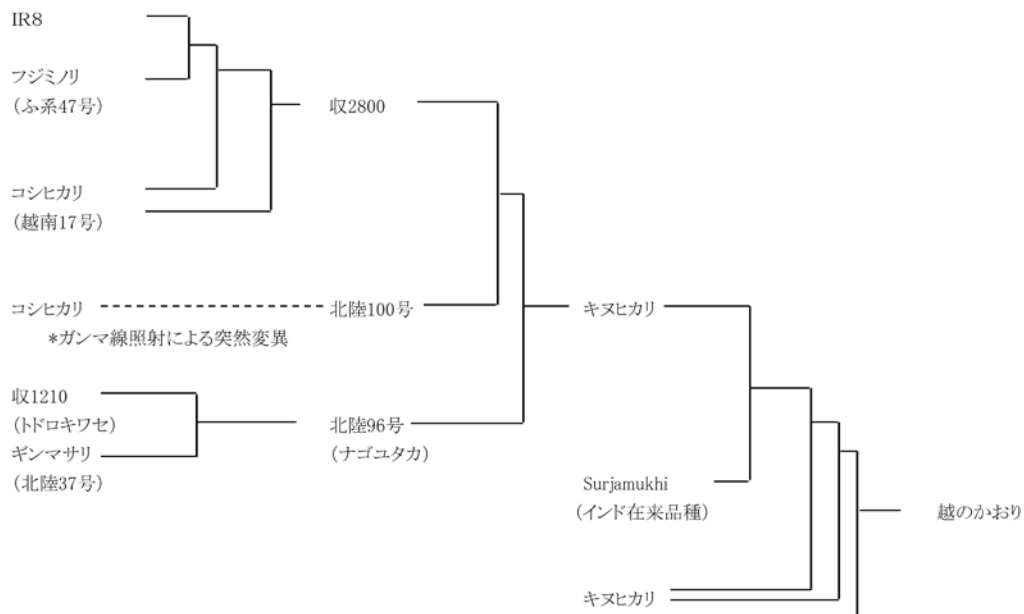 IR8
フジミノリ
(ふ系47号)
収2800
コシヒカリ
(越南17号)
コシヒカリ
北陸100号
キヌヒカリ
*ガンマ線照射による突然変異
収1210
(トドロキワセ)
北陸96号
ギンマサリ
(ナゴユタカ)
(北陸37号)
Surjamukhi
(インド在来品種)
越のかおり
キヌヒカリ